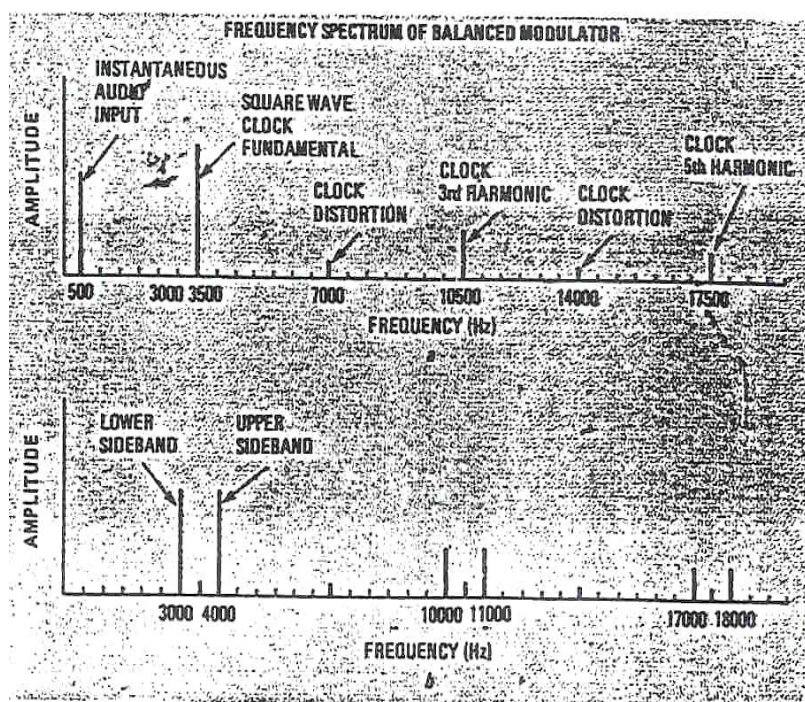 FREQUENCY SPECTRUM OF BALANCED MODULATOR
INSTANTANEOUS
AUDIO
INPUT
SQUARE WAVE
CLOCK
FUNDAMENTAL
CLOCK
DISTORTION
CLOCK
3rd HARMONIC
CLOCK
DISTORTION
CLOCK
5th HARMONIC
AMPLITUDE
500 3000 3500 7000 10500 14000 17500
FREQUENCY (Hz)
a
LOWER
SIDEBAND
UPPER
SIDEBAND
AMPLITUDE
3000 4000 10000 11000 17000 18000
FREQUENCY (Hz)
b